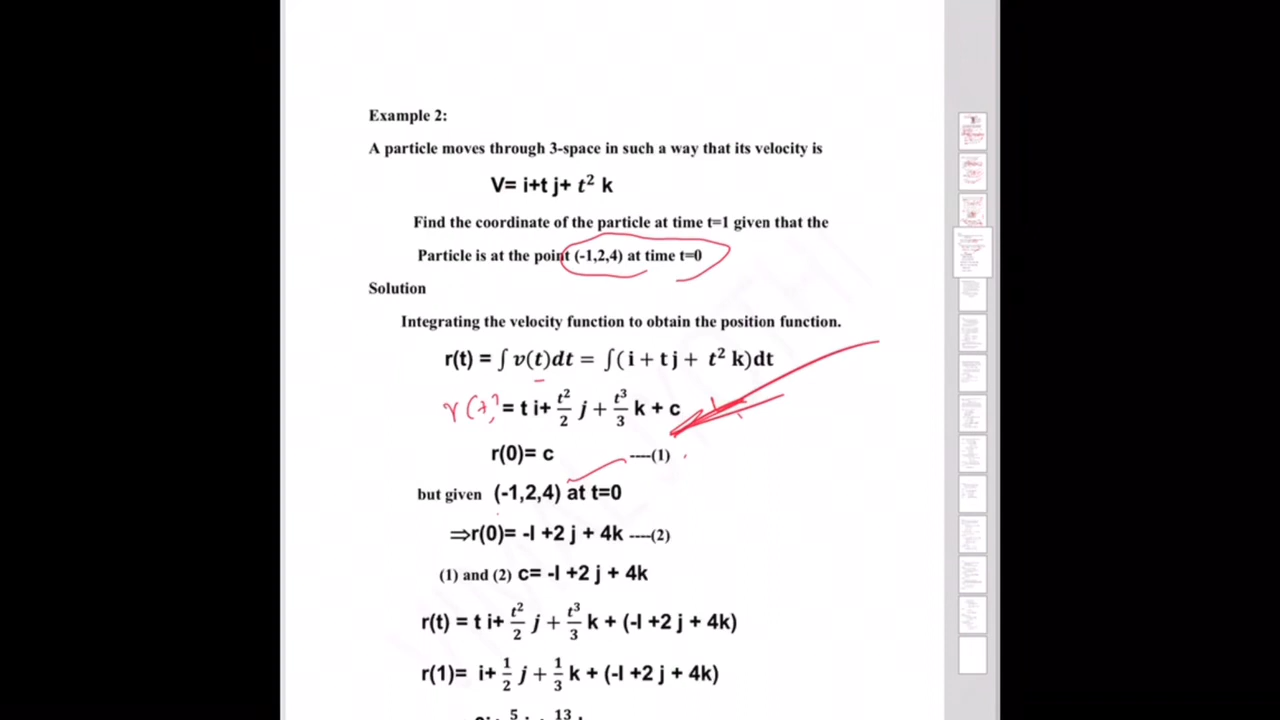 Example 2:
A particle moves through 3-space in such a way that its velocity is
V= i+t j+ t² k
Find the coordinate of the particle at time t=1 given that the
Particle is at the point (-1,2,4) at time t=0
Solution
Integrating the velocity function to obtain the position function.
r(t) = ∫ v(t)dt = ∫(i + t j + t² k)dt
r(t) = t i+ t²/2 j + t³/3 k + c
r(0)= c ----(1)
but given (-1,2,4) at t=0
⇒r(0)= -I +2 j + 4k ----(2)
(1) and (2) c= -I +2 j + 4k
r(t) = t i+ t²/2 j + t³/3 k + (-I +2 j + 4k)
r(1)= i+ 1/2 j + 1/3 k + (-I +2 j + 4k)
5 13